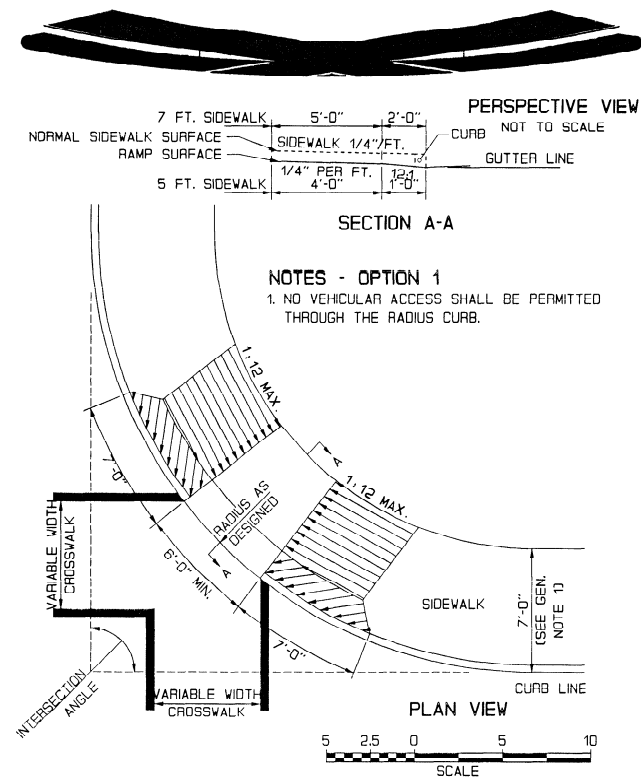 PERSPECTIVE VIEW
NOT TO SCALE
7 FT. SIDEWALK
5'-0"
2'-0"
NORMAL SIDEWALK SURFACE
SIDEWALK 1/4"/FT.
CURB
RAMP SURFACE
10"
GUTTER LINE
1/4" PER FT.
12:1
5 FT. SIDEWALK
4'-0"
1'-0"
SECTION A-A
NOTES - OPTION 1
1. NO VEHICULAR ACCESS SHALL BE PERMITTED
THROUGH THE RADIUS CURB.
1,12 MAX.
7'-0"
A
1,12 MAX.
RADIUS AS
DESIGNED
VARIABLE WIDTH
CROSSWALK
6'-0" MIN.
A
SIDEWALK
7'-0"
(SEE GEN.
NOTE 1)
7'-0"
INTERSECTION
ANGLE
VARIABLE WIDTH
CROSSWALK
CURB LINE
PLAN VIEW
5 2.5 0 5 10
SCALE